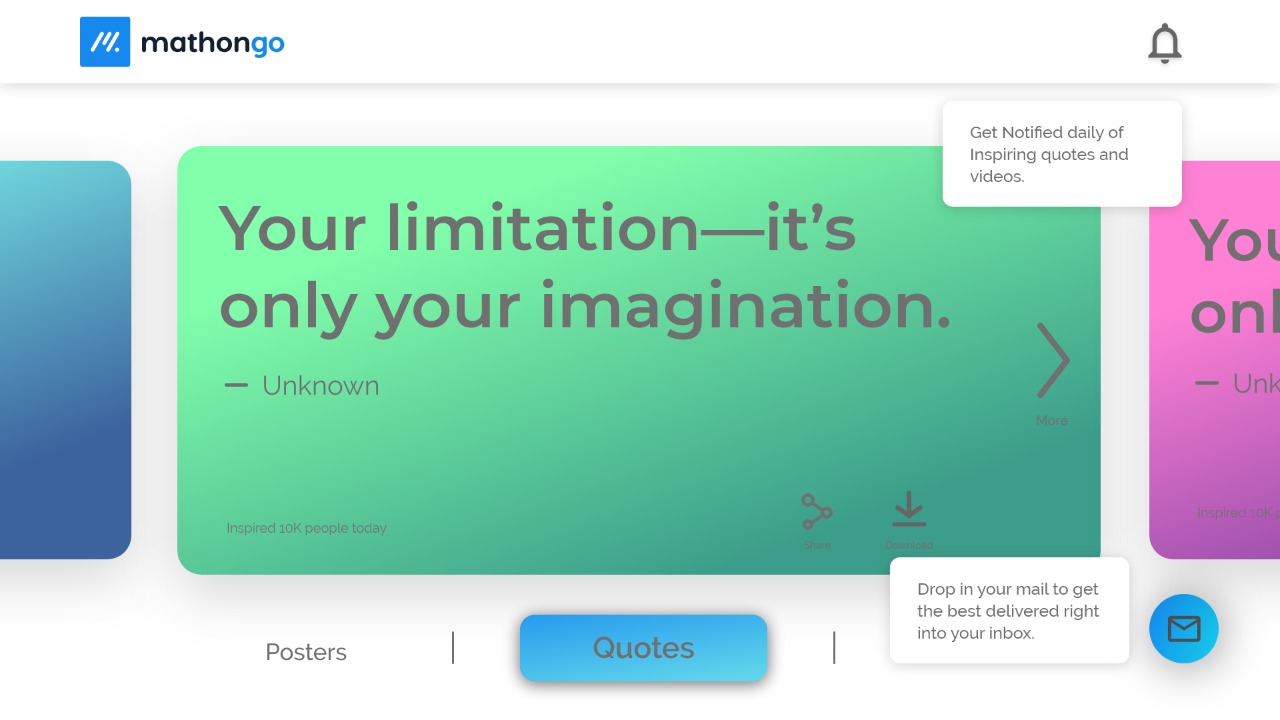 mathongo
Get Notified daily of
Inspiring quotes and
videos.
Your limitation—it’s
only your imagination.
Unknown
More
Inspired 10K people today
Share
Download
You
onl
Unk
Inspired 10K p
Drop in your mail to get
the best delivered right
into your inbox.
Posters
Quotes